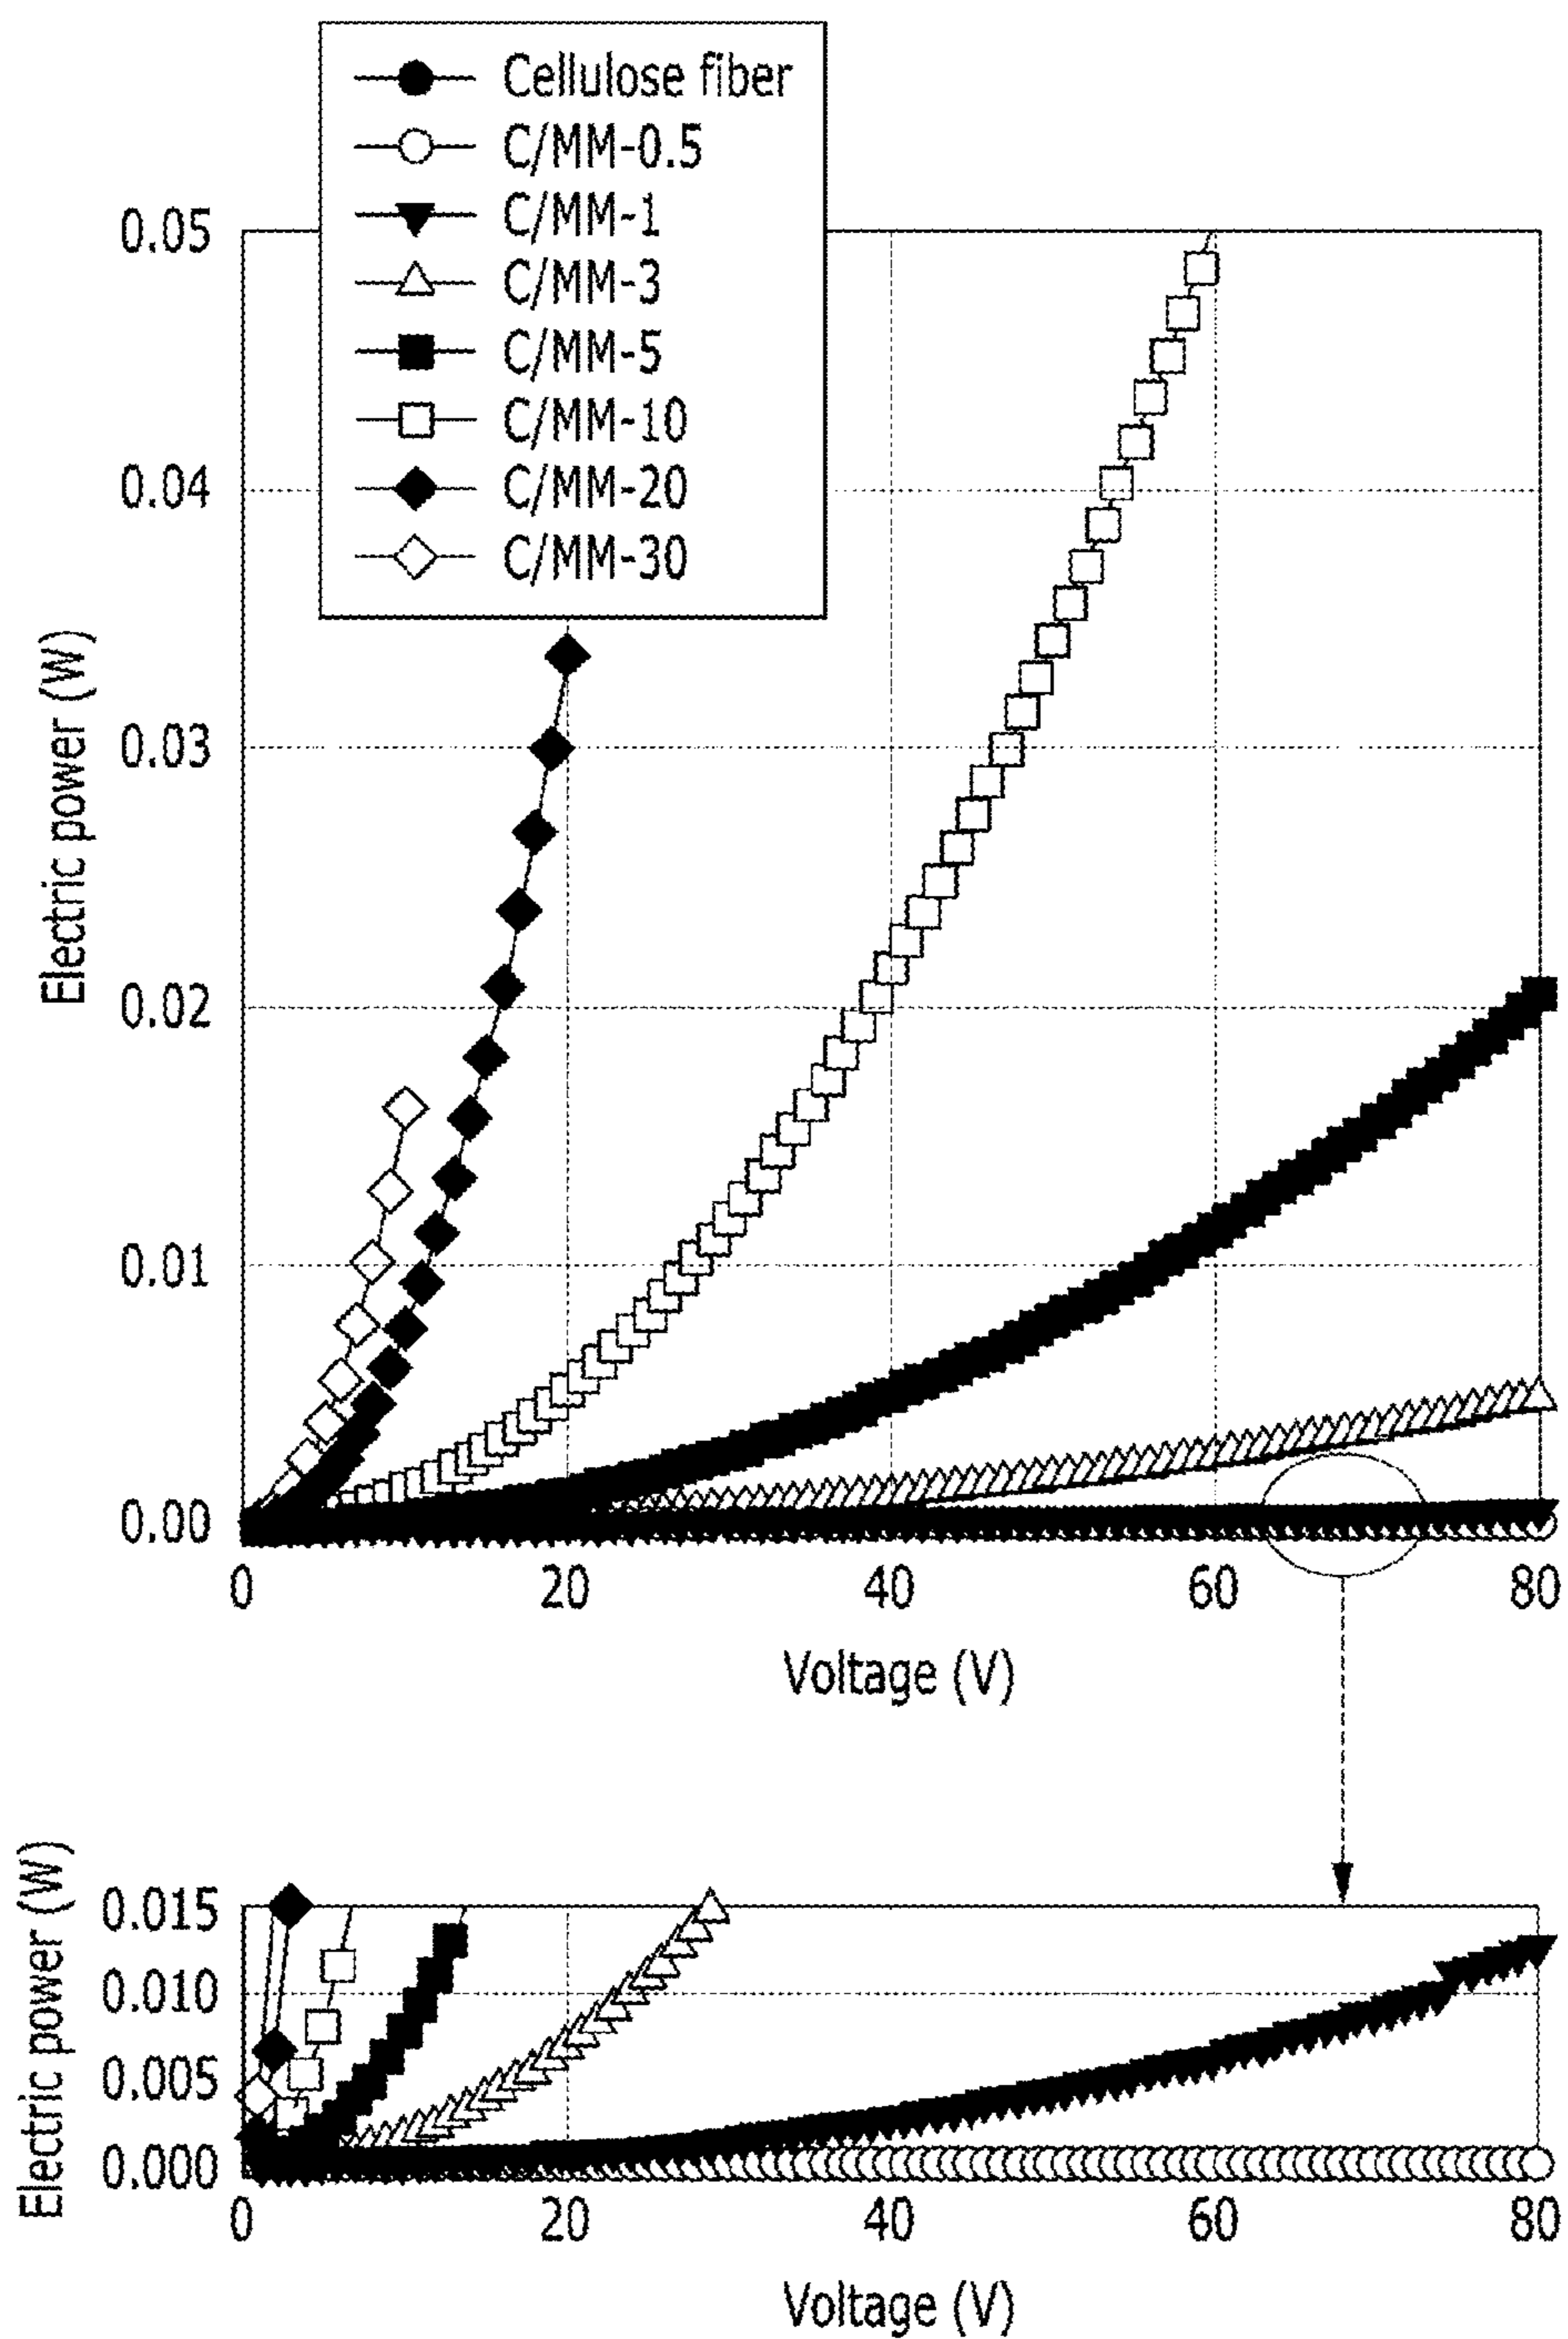 Cellulose fiber
C/MM-0.5
C/MM-1
C/MM-3
C/MM-5
C/MM-10
C/MM-20
C/MM-30
Electric power (W)
0.05
0.04
0.03
0.02
0.01
0.00
0 20 40 60 80
Voltage (V)
Electric power (W)
0.015
0.010
0.005
0.000
0 20 40 60 80
Voltage (V)